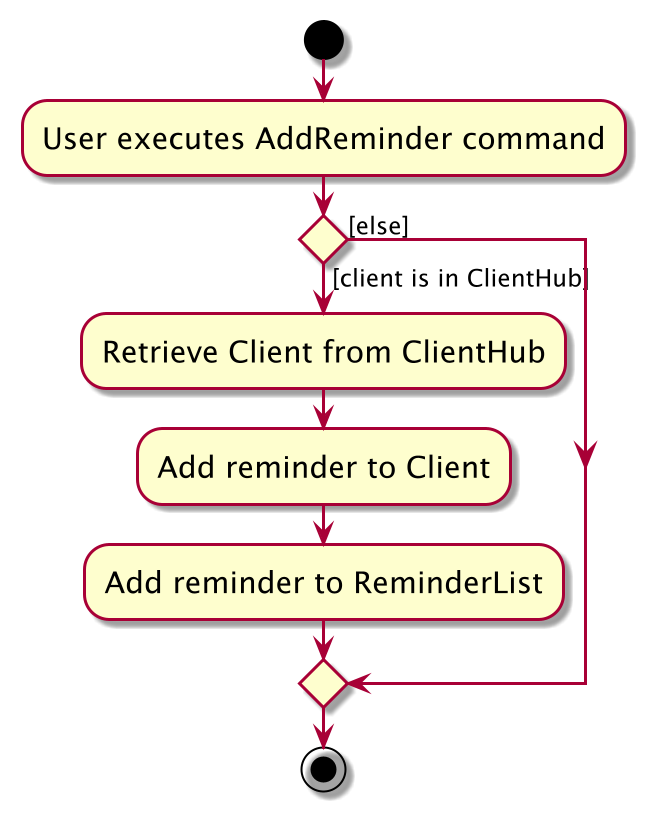 User executes AddReminder command
[else]
[client is in ClientHub]
Retrieve Client from ClientHub
Add reminder to Client
Add reminder to ReminderList